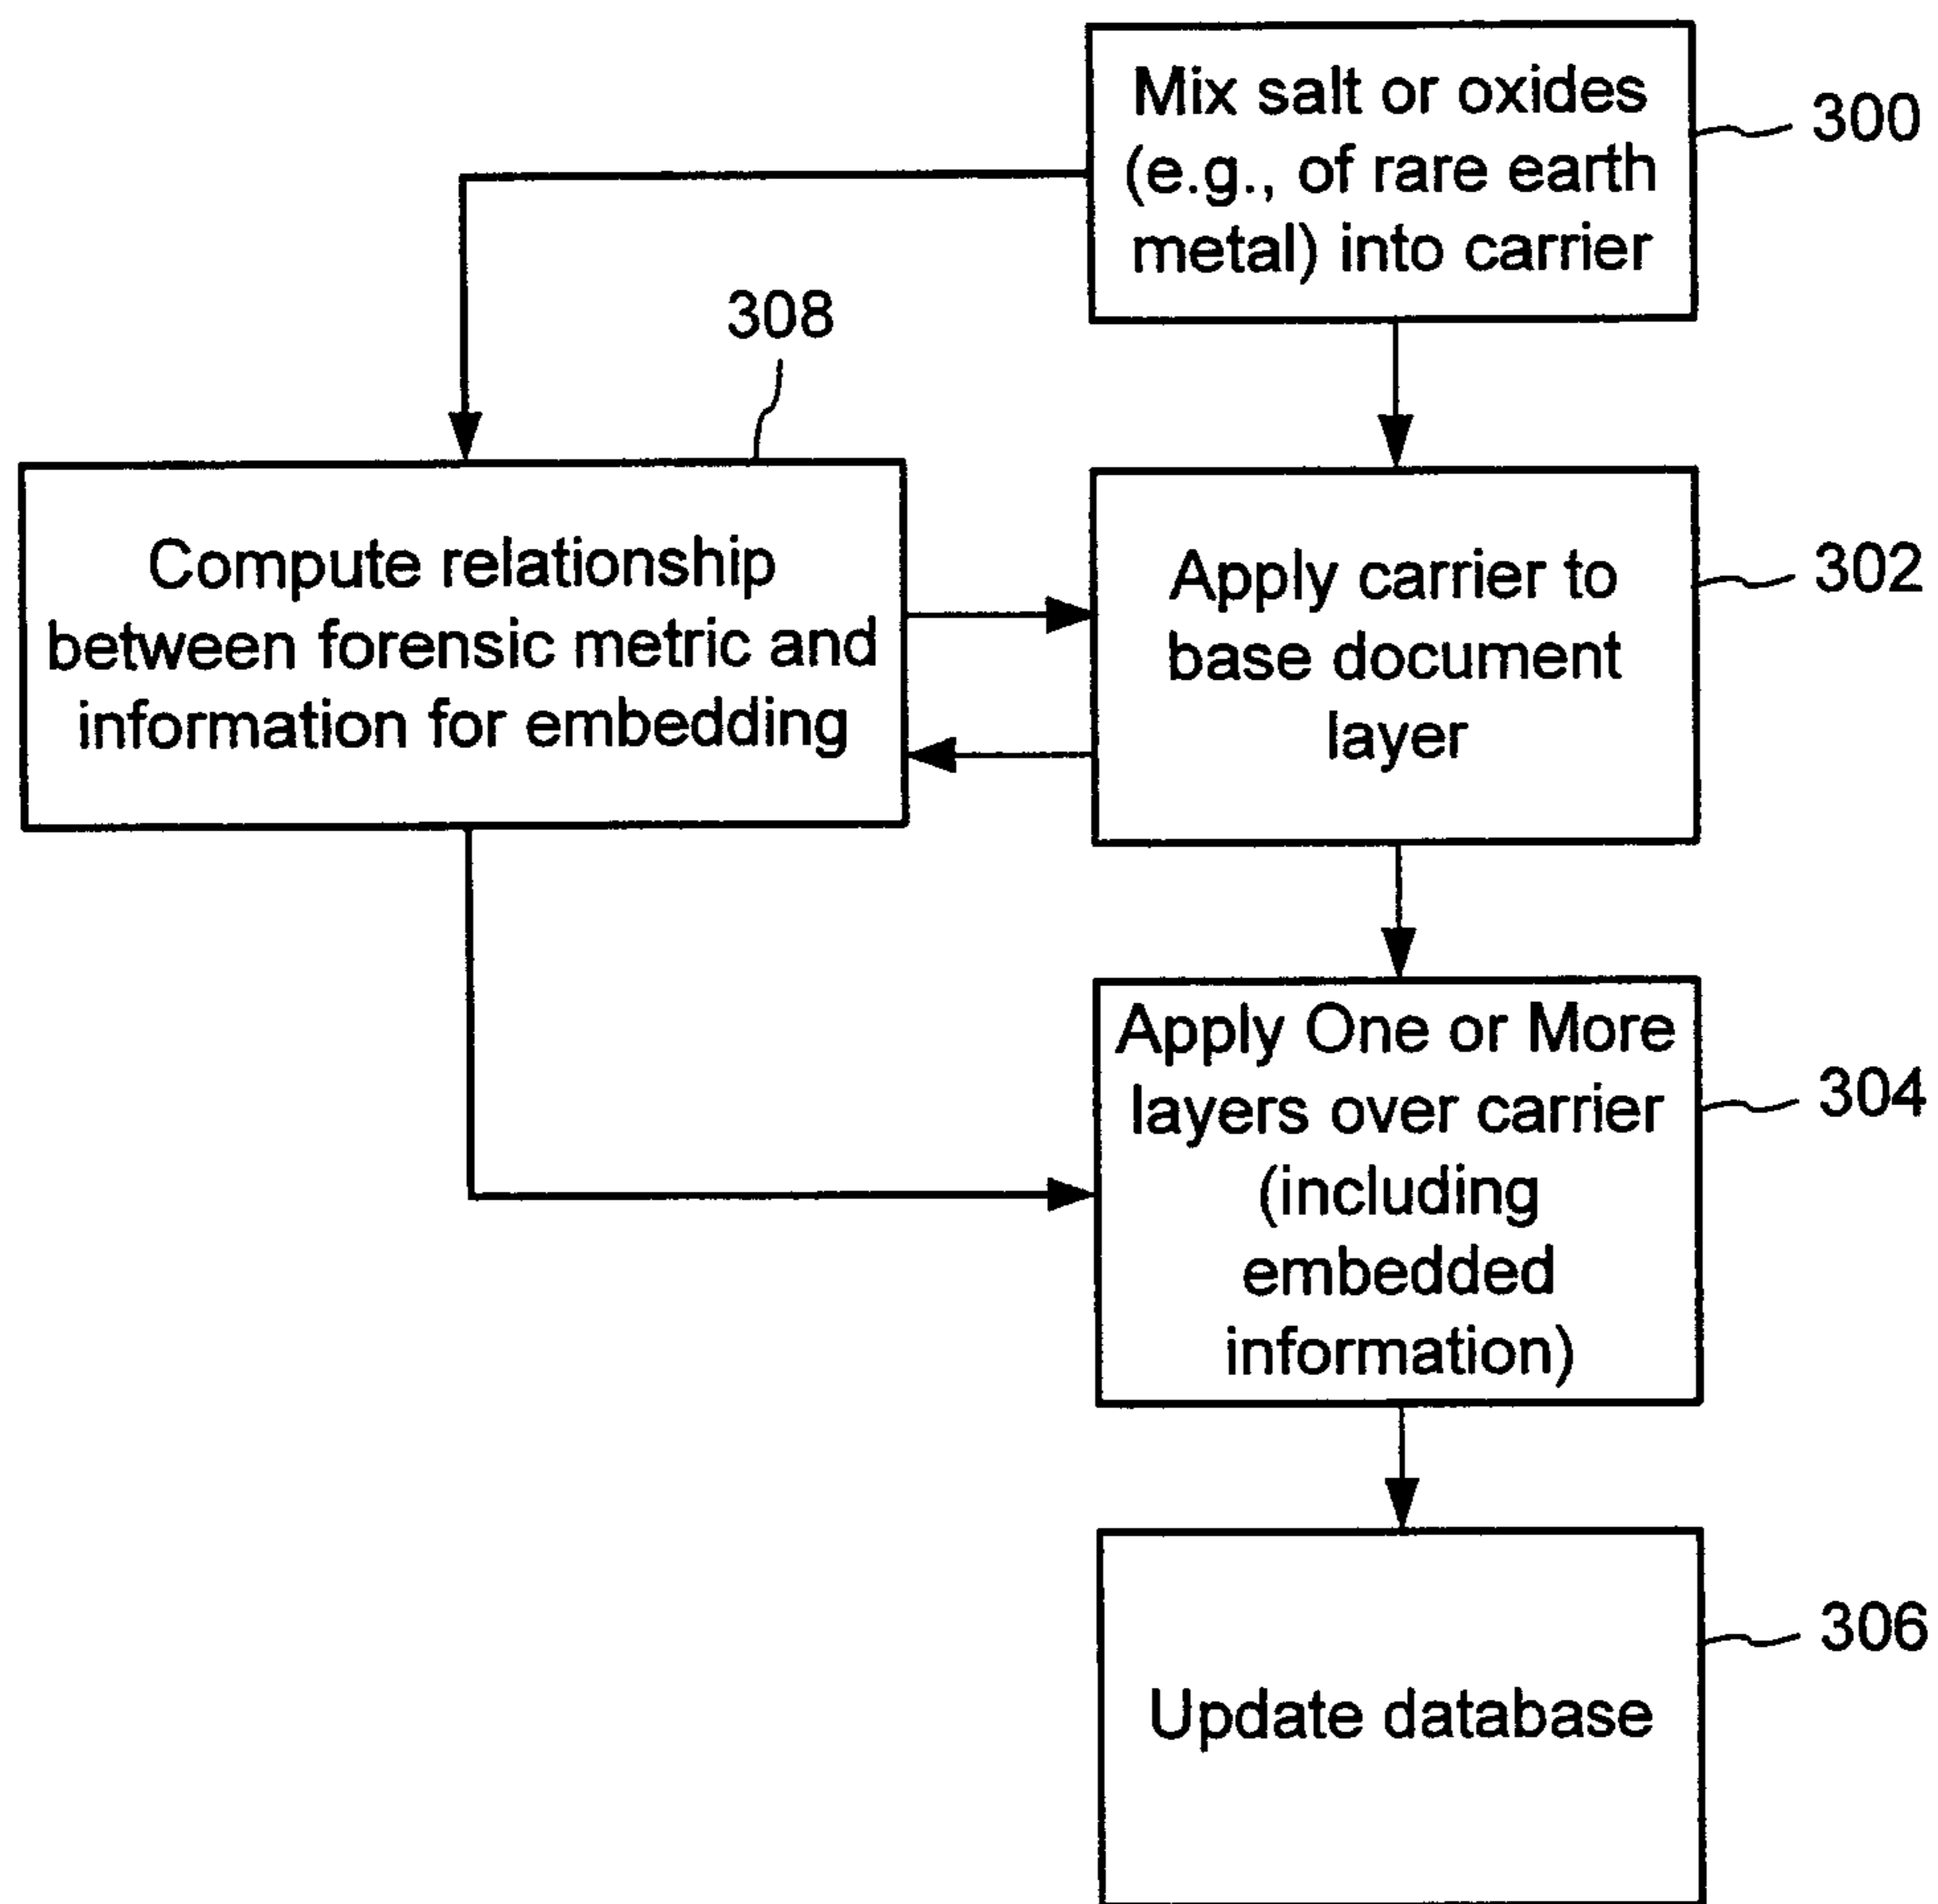 Mix salt or oxides
(e.g., of rare earth
metal) into carrier
300
308
Compute relationship
between forensic metric and
information for embedding
Apply carrier to
base document
layer
302
Apply One or More
layers over carrier
(including
embedded
information)
304
Update database
306